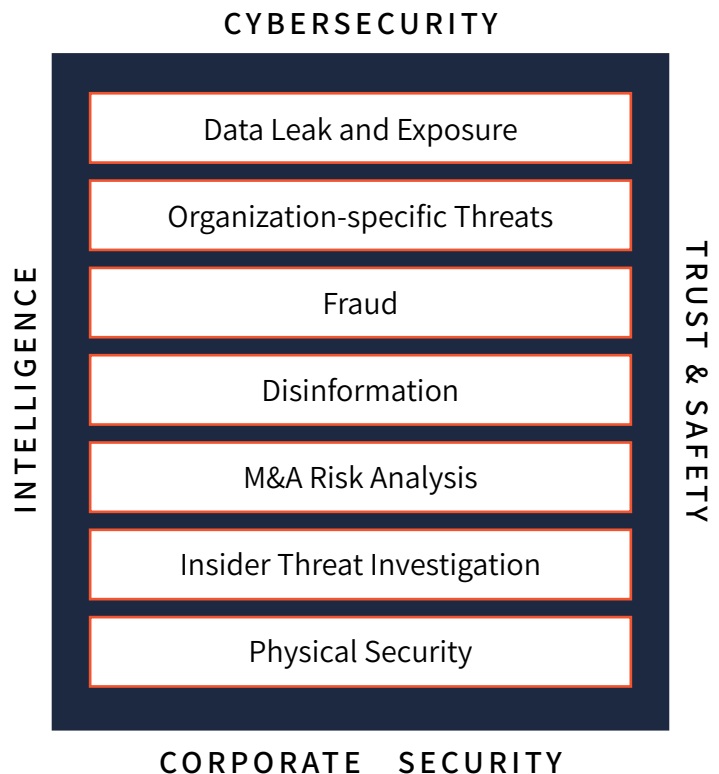 CYBERSECURITY
Data Leak and Exposure
Organization-specific Threats
Fraud
Disinformation
M&A Risk Analysis
Insider Threat Investigation
Physical Security
INTELLIGENCE
TRUST & SAFETY
CORPORATE SECURITY